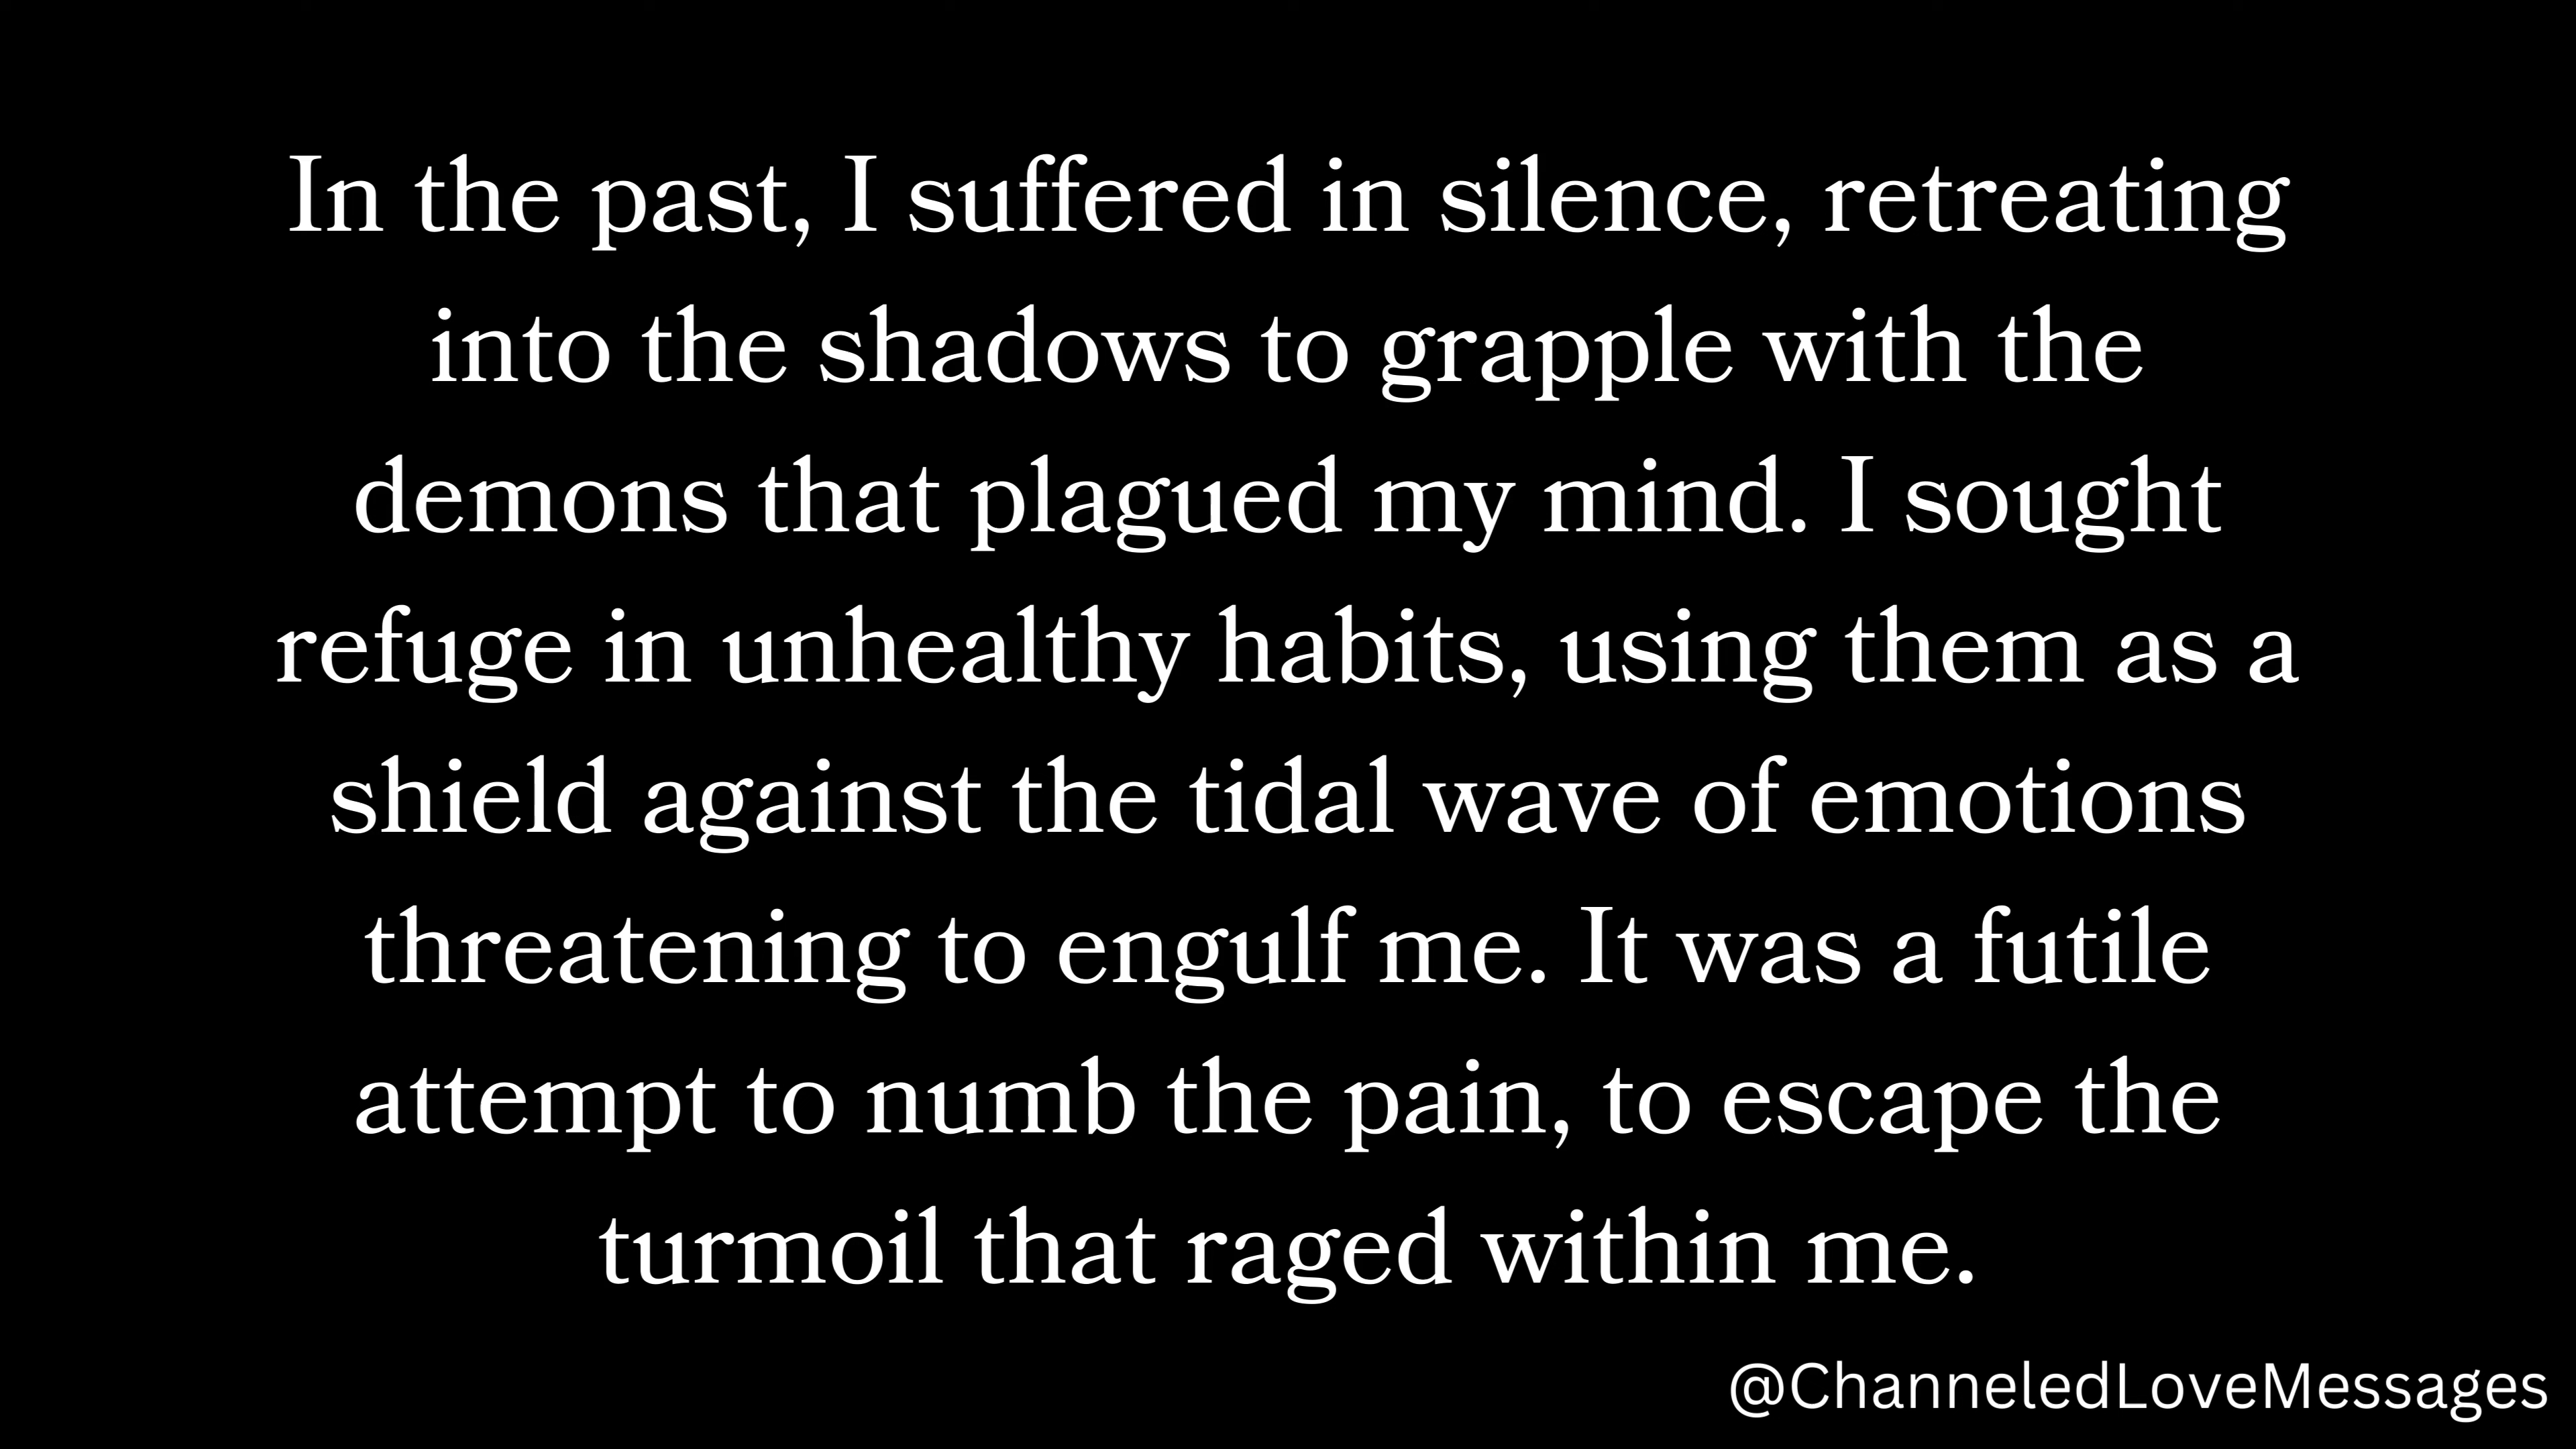 In the past, I suffered in silence, retreating
into the shadows to grapple with the
demons that plagued my mind. I sought
refuge in unhealthy habits, using them as a
shield against the tidal wave of emotions
threatening to engulf me. It was a futile
attempt to numb the pain, to escape the
turmoil that raged within me.
@ChanneledLoveMessages